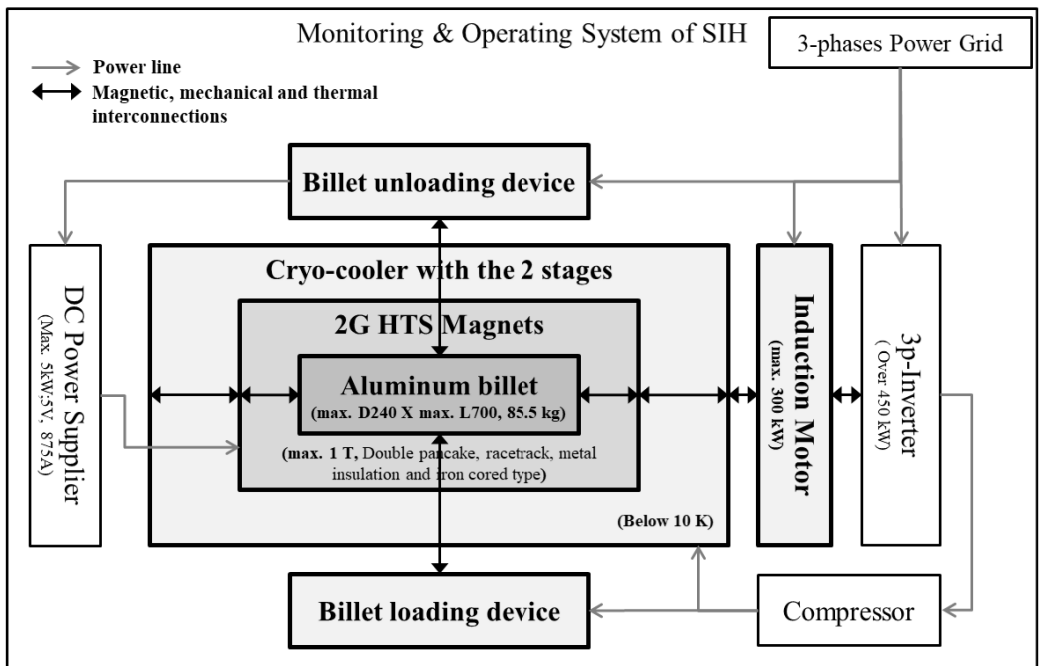 Monitoring & Operating System of SIH
3-phases Power Grid
Power line
Magnetic, mechanical and thermal
interconnections
Billet unloading device
Cryo-cooler with the 2 stages
2G HTS Magnets
Aluminum billet
(max. D240 X max. L700, 85.5 kg)
(max. 1 T, Double pancake, racetrack, metal
insulation and iron cored type)
(Below 10 K)
DC Power Supplier
(Max. 5kW;5V, 875A)
Induction Motor
(max. 300 kW)
3p-Inverter
( Over 450 kW)
Billet loading device
Compressor